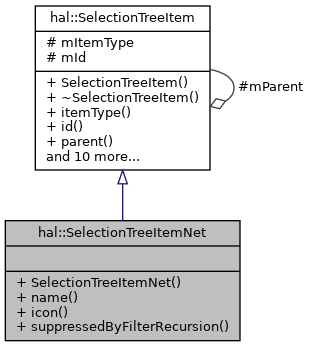 hal::SelectionTreeItem
# mItemType
# mId
+ SelectionTreeItem()
+ ~SelectionTreeItem()
+ itemType()
+ id()
+ parent()
and 10 more...
#mParent
hal::SelectionTreeItemNet
+ SelectionTreeItemNet()
+ name()
+ icon()
+ suppressedByFilterRecursion()